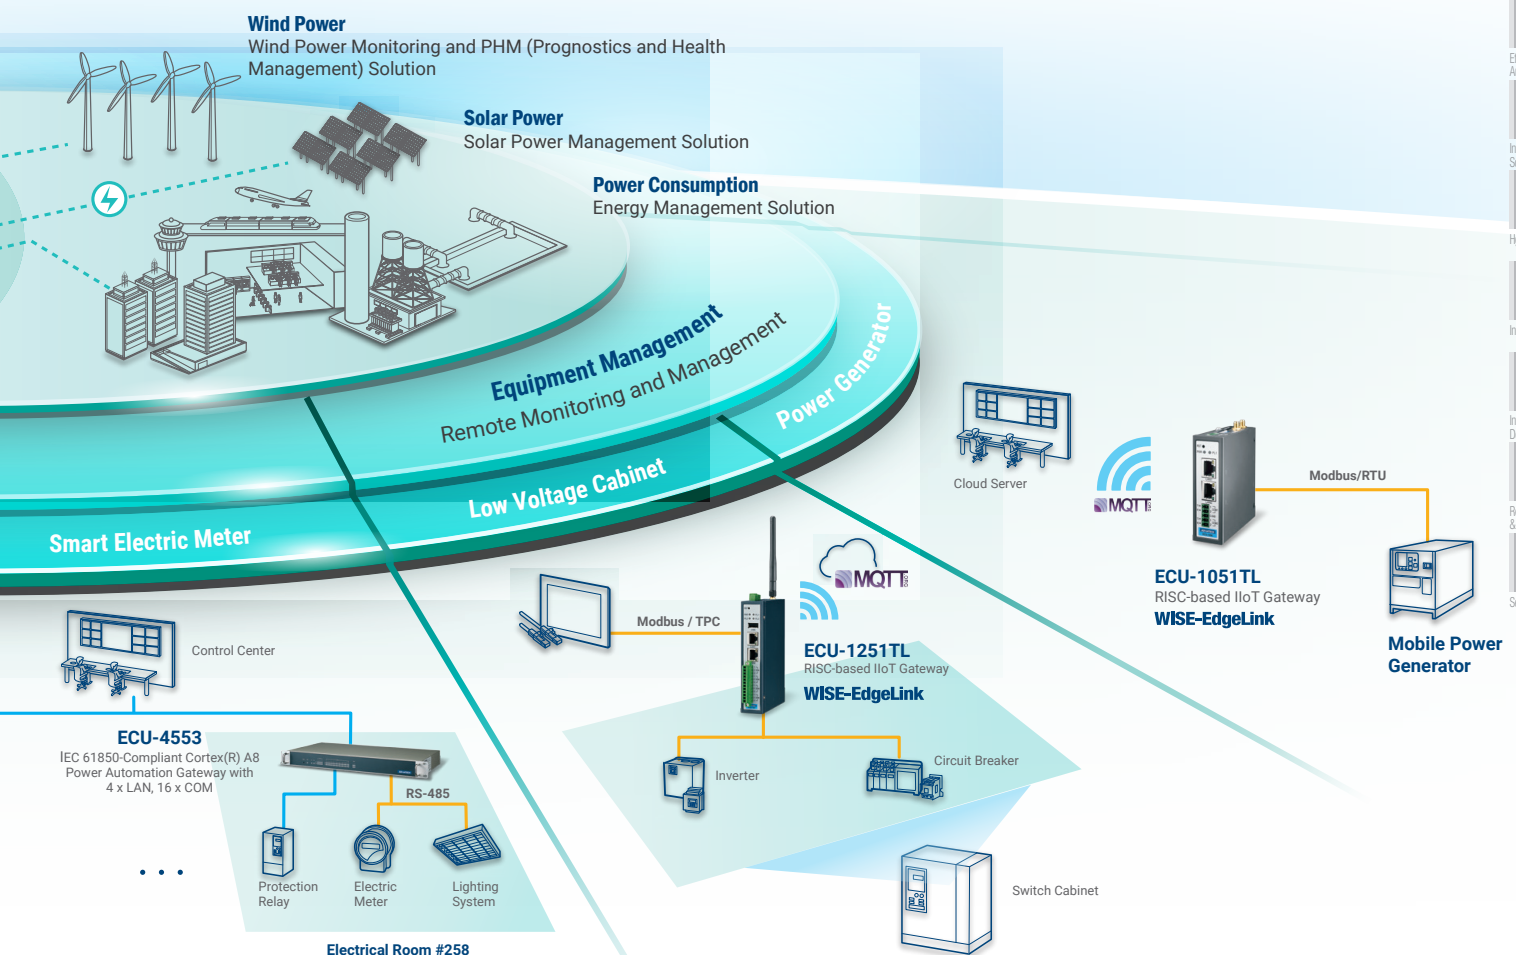 Wind Power
Wind Power Monitoring and PHM (Prognostics and Health
Management) Solution
Solar Power
Solar Power Management Solution
Power Consumption
Energy Management Solution
Equipment Management
Remote Monitoring and Management
Power Generator
Low Voltage Cabinet
Smart Electric Meter
Cloud Server
MQTT
Modbus/RTU
ECU-1051TL
RISC-based IIoT Gateway
WISE-EdgeLink
Mobile Power
Generator
MQTT
Modbus / TPC
ECU-1251TL
RISC-based IIoT Gateway
WISE-EdgeLink
Inverter
Circuit Breaker
Switch Cabinet
Control Center
ECU-4553
IEC 61850-Compliant Cortex(R) A8
Power Automation Gateway with
4 x LAN, 16 x COM
RS-485
...
Protection
Relay
Electric
Meter
Lighting
System
Electrical Room #258